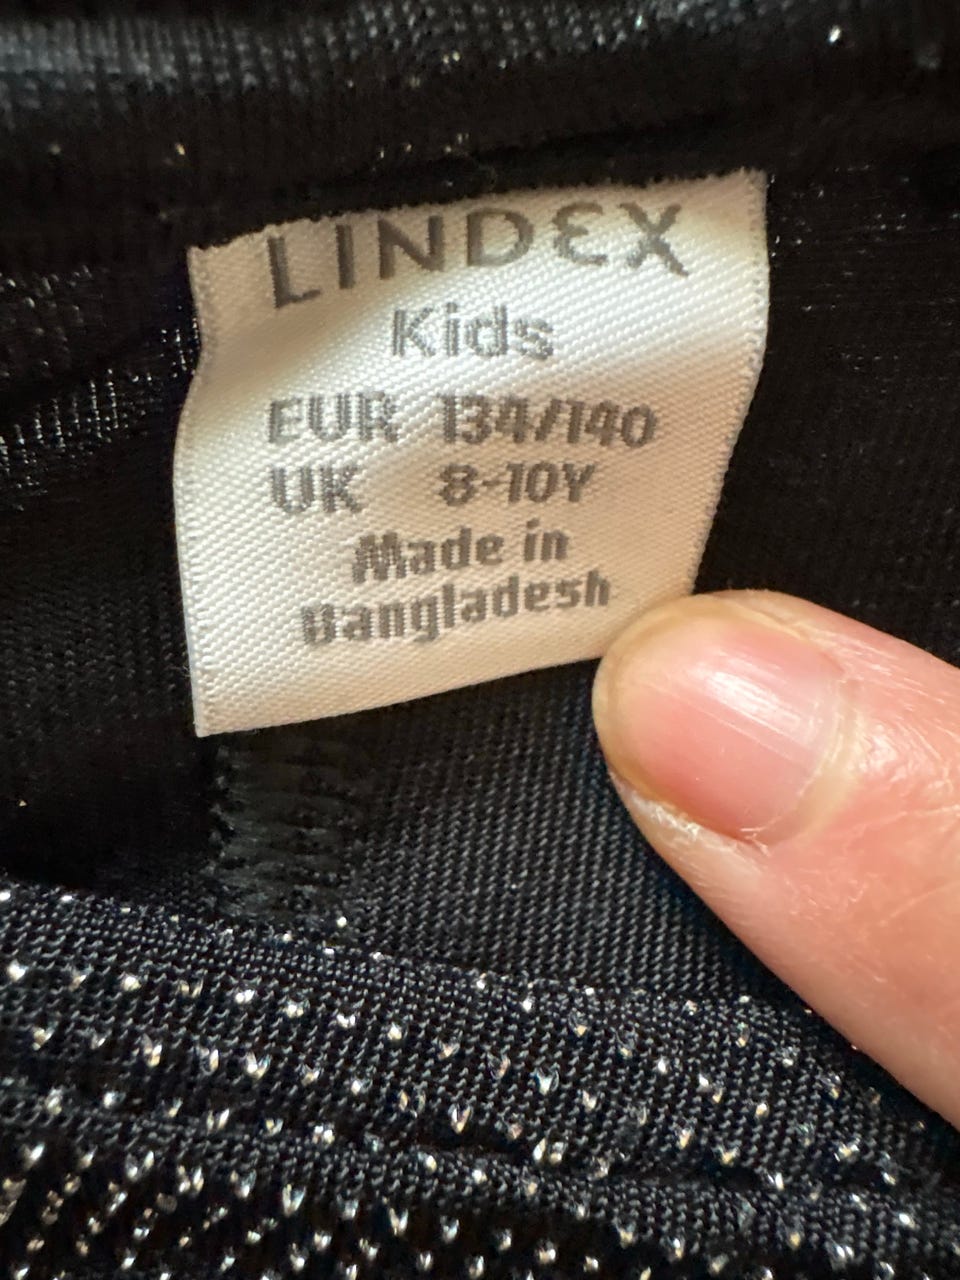 LINDEX
Kids
EUR 134/140
UK 8-10Y
Made in
Bangladesh